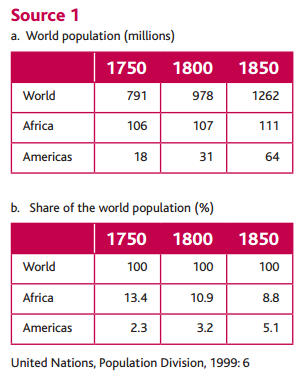 Source 1
a. World population (millions)
1750 1800 1850
World 791 978 1262
Africa 106 107 111
Americas 18 31 64
b. Share of the world population (%)
1750 1800 1850
World 100 100 100
Africa 13.4 10.9 8.8
Americas 2.3 3.2 5.1
United Nations, Population Division, 1999: 6